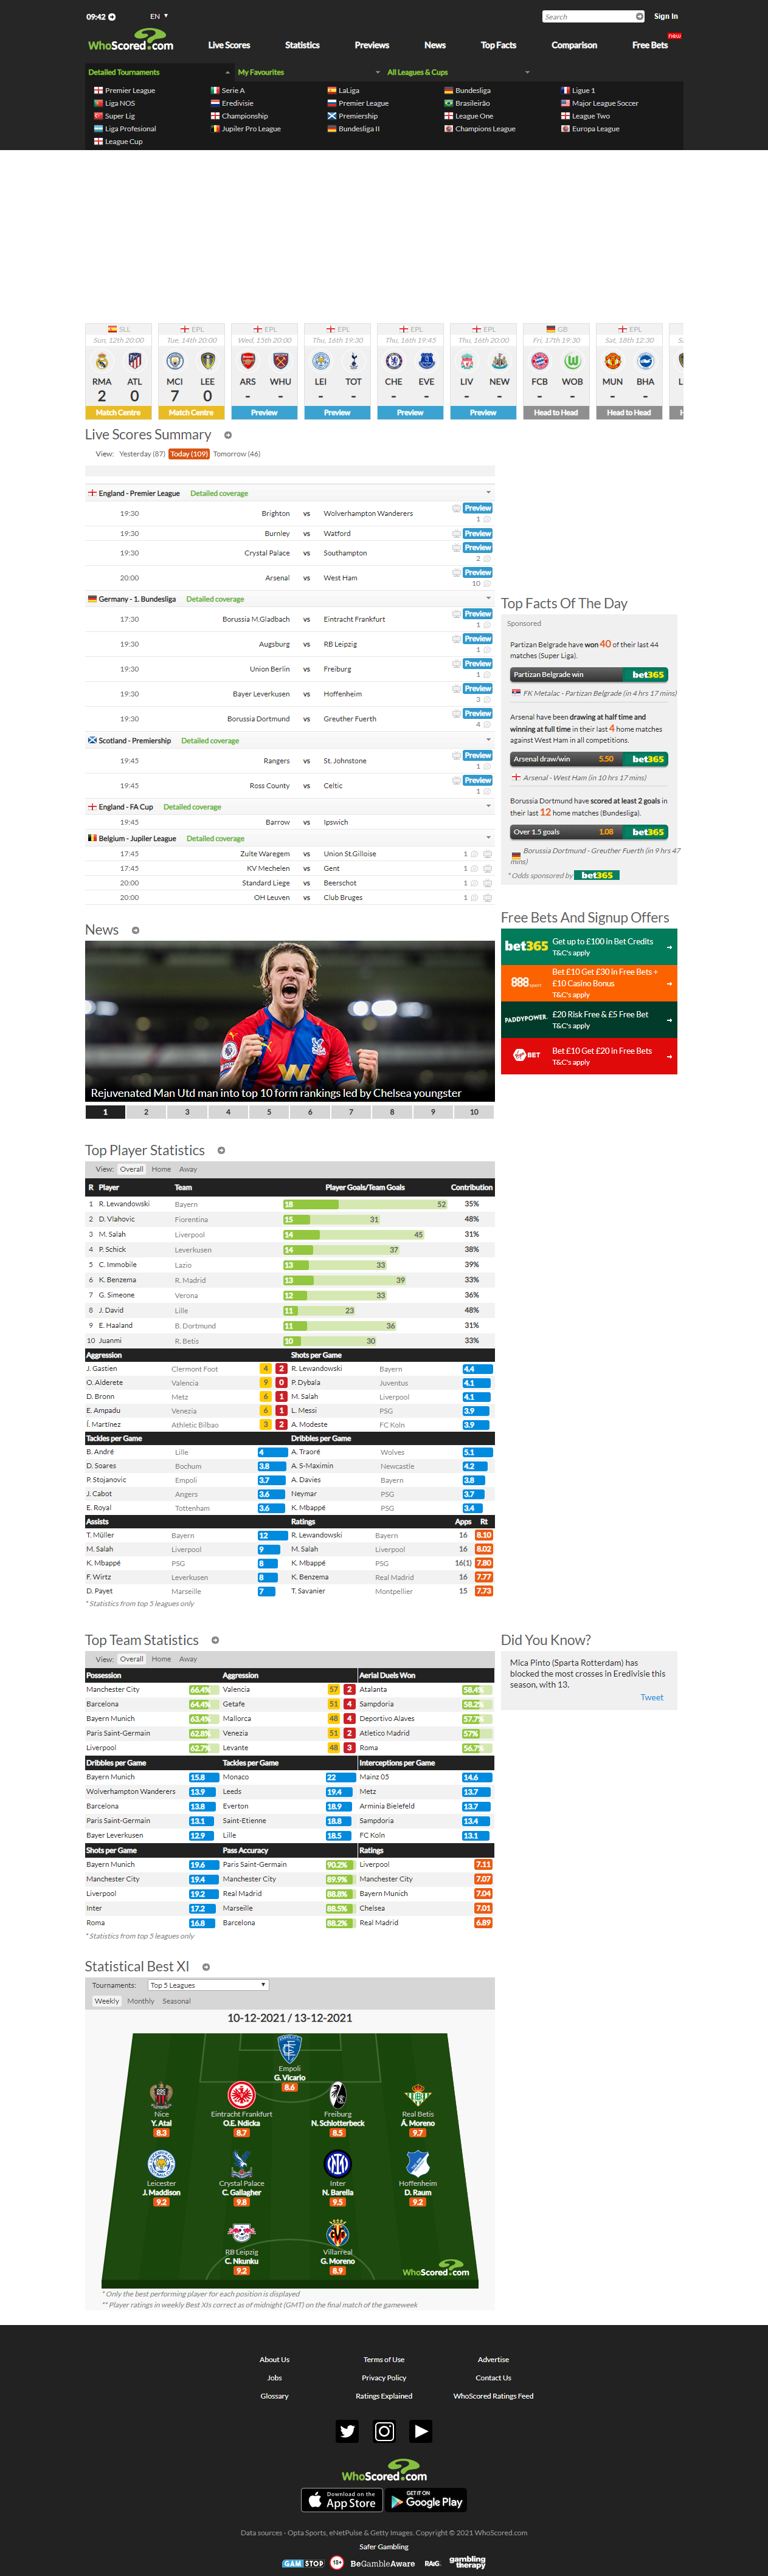 09:42
EN
Search
Sign In
WhoScored.com
Live Scores
Statistics
Previews
News
Top Facts
Comparison
Free Bets
new
Detailed Tournaments
My Favourites
All Leagues & Cups
Premier League
Serie A
LaLiga
Bundesliga
Ligue 1
Liga NOS
Eredivisie
Premier League
Brasileirão
Major League Soccer
Super Lig
Championship
Premiership
League One
League Two
Liga Profesional
Jupiler Pro League
Bundesliga II
Champions League
Europa League
League Cup
SLL
Sun, 12th 20:00
RMA ATL
2 0
Match Centre
EPL
Tue, 14th 20:00
MCI LEE
7 0
Match Centre
EPL
Wed, 15th 20:00
ARS WHU
- -
Preview
EPL
Thu, 16th 19:30
LEI TOT
- -
Preview
EPL
Thu, 16th 19:45
CHE EVE
- -
Preview
EPL
Thu, 16th 20:00
LIV NEW
- -
Preview
GB
Fri, 17th 19:30
FCB WOB
- -
Head to Head
EPL
Sat, 18th 12:30
MUN BHA
- -
Head to Head
Live Scores Summary
View: Yesterday (87) Today (109) Tomorrow (46)
England - Premier League Detailed coverage
19:30 Brighton vs Wolverhampton Wanderers Preview 1
19:30 Burnley vs Watford Preview
19:30 Crystal Palace vs Southampton Preview 2
20:00 Arsenal vs West Ham Preview 10
Germany - 1. Bundesliga Detailed coverage
17:30 Borussia M.Gladbach vs Eintracht Frankfurt Preview 1
19:30 Augsburg vs RB Leipzig Preview 1
19:30 Union Berlin vs Freiburg Preview 1
19:30 Bayer Leverkusen vs Hoffenheim Preview 3
19:30 Borussia Dortmund vs Greuther Fuerth Preview 4
Scotland - Premiership Detailed coverage
19:45 Rangers vs St. Johnstone Preview 1
19:45 Ross County vs Celtic Preview 1
England - FA Cup Detailed coverage
19:45 Barrow vs Ipswich
Belgium - Jupiler League Detailed coverage
17:45 Zulte Waregem vs Union St.Gilloise 1
17:45 KV Mechelen vs Gent 1
20:00 Standard Liege vs Beerschot 1
20:00 OH Leuven vs Club Bruges 1
Top Facts Of The Day
Sponsored
Partizan Belgrade have won 40 of their last 44
matches (Super Liga).
Partizan Belgrade win bet365
FK Metalac - Partizan Belgrade (in 4 hrs 17 mins)
Arsenal have been drawing at half time and
winning at full time in their last 4 home matches
against West Ham in all competitions.
Arsenal draw/win 5.50 bet365
Arsenal - West Ham (in 10 hrs 17 mins)
Borussia Dortmund have scored at least 2 goals in
their last 12 home matches (Bundesliga).
Over 1.5 goals 1.08 bet365
Borussia Dortmund - Greuther Fuerth (in 9 hrs 47
mins)
* Odds sponsored by bet365
News
Rejuvenated Man Utd man into top 10 form rankings led by Chelsea youngster
1 2 3 4 5 6 7 8 9 10
Free Bets And Signup Offers
bet365 Get up to £100 in Bet Credits
T&C's apply
888sport Bet £10 Get £30 in Free Bets +
£10 Casino Bonus
T&C's apply
PADDYPOWER. £20 Risk Free & £5 Free Bet
T&C's apply
BET Bet £10 Get £20 in Free Bets
T&C's apply
Top Player Statistics
View: Overall Home Away
R Player Team Player Goals/Team Goals Contribution
1 R. Lewandowski Bayern 18 52 35%
2 D. Vlahovic Fiorentina 15 31 48%
3 M. Salah Liverpool 14 45 31%
4 P. Schick Leverkusen 14 37 38%
5 C. Immobile Lazio 13 33 39%
6 K. Benzema R. Madrid 13 39 33%
7 G. Simeone Verona 12 33 36%
8 J. David Lille 11 23 48%
9 E. Haaland B. Dortmund 11 36 31%
10 Juanmi R. Betis 10 30 33%
Aggression Shots per Game
J. Gastien Clermont Foot 4 2 R. Lewandowski Bayern 4.4
O. Alderete Valencia 9 0 P. Dybala Juventus 4.1
D. Bronn Metz 6 1 M. Salah Liverpool 4.1
E. Ampadu Venezia 6 1 L. Messi PSG 3.9
Í. Martínez Athletic Bilbao 3 2 A. Modeste FC Koln 3.9
Tackles per Game Dribbles per Game
B. André Lille 4 A. Traoré Wolves 5.1
D. Soares Bochum 3.8 A. S-Maximin Newcastle 4.2
P. Stojanovic Empoli 3.7 A. Davies Bayern 3.8
J. Cabot Angers 3.6 Neymar PSG 3.7
E. Royal Tottenham 3.6 K. Mbappé PSG 3.4
Assists Ratings Apps Rt
T. Müller Bayern 12 R. Lewandowski Bayern 16 8.10
M. Salah Liverpool 9 M. Salah Liverpool 16 8.02
K. Mbappé PSG 8 K. Mbappé PSG 16(1) 7.80
F. Wirtz Leverkusen 8 K. Benzema Real Madrid 16 7.77
D. Payet Marseille 7 T. Savanier Montpellier 15 7.73
* Statistics from top 5 leagues only
Top Team Statistics
View: Overall Home Away
Possession Aggression Aerial Duels Won
Manchester City 66.4% Valencia 57 2 Atalanta 58.4%
Barcelona 64.4% Getafe 51 4 Sampdoria 58.2%
Bayern Munich 63.4% Mallorca 48 4 Deportivo Alaves 57.7%
Paris Saint-Germain 62.8% Venezia 51 2 Atletico Madrid 57%
Liverpool 62.7% Levante 48 3 Roma 56.7%
Dribbles per Game Tackles per Game Interceptions per Game
Bayern Munich 15.8 Monaco 22 Mainz 05 14.6
Wolverhampton Wanderers 13.9 Leeds 19.4 Metz 13.7
Barcelona 13.8 Everton 18.9 Arminia Bielefeld 13.7
Paris Saint-Germain 13.1 Saint-Etienne 18.8 Sampdoria 13.4
Bayer Leverkusen 12.9 Lille 18.5 FC Koln 13.1
Shots per Game Pass Accuracy Ratings
Bayern Munich 19.6 Paris Saint-Germain 90.2% Liverpool 7.11
Manchester City 19.4 Manchester City 89.9% Manchester City 7.07
Liverpool 19.2 Real Madrid 88.8% Bayern Munich 7.04
Inter 17.2 Marseille 88.5% Chelsea 7.01
Roma 16.8 Barcelona 88.2% Real Madrid 6.89
* Statistics from top 5 leagues only
Did You Know?
Mica Pinto (Sparta Rotterdam) has
blocked the most crosses in Eredivisie this
season, with 13.
Tweet
Statistical Best XI
Tournaments: Top 5 Leagues
Weekly Monthly Seasonal
10-12-2021 / 13-12-2021
Empoli
G. Vicario
8.6
Nice
Y. Atal
8.3
Eintracht Frankfurt
O.E. Ndicka
8.7
Freiburg
N. Schlotterbeck
8.5
Real Betis
Á. Moreno
9.7
Leicester
J. Maddison
9.2
Crystal Palace
C. Gallagher
9.8
Inter
N. Barella
9.5
Hoffenheim
D. Raum
9.2
RB Leipzig
C. Nkunku
9.2
Villarreal
G. Moreno
8.9
WhoScored.com
* Only the best performing player for each position is displayed
** Player ratings in weekly Best XIs correct as of midnight (GMT) on the final match of the gameweek
About Us
Terms of Use
Advertise
Jobs
Privacy Policy
Contact Us
Glossary
Ratings Explained
WhoScored Ratings Feed
WhoScored.com
Download on the
App Store
GET IT ON
Google Play
Data sources - Opta Sports, eNetPulse & Getty Images. Copyright © 2021 WhoScored.com
Safer Gambling
GAMSTOP
18+
BeGambleAware
RAiG
gambling
therapy